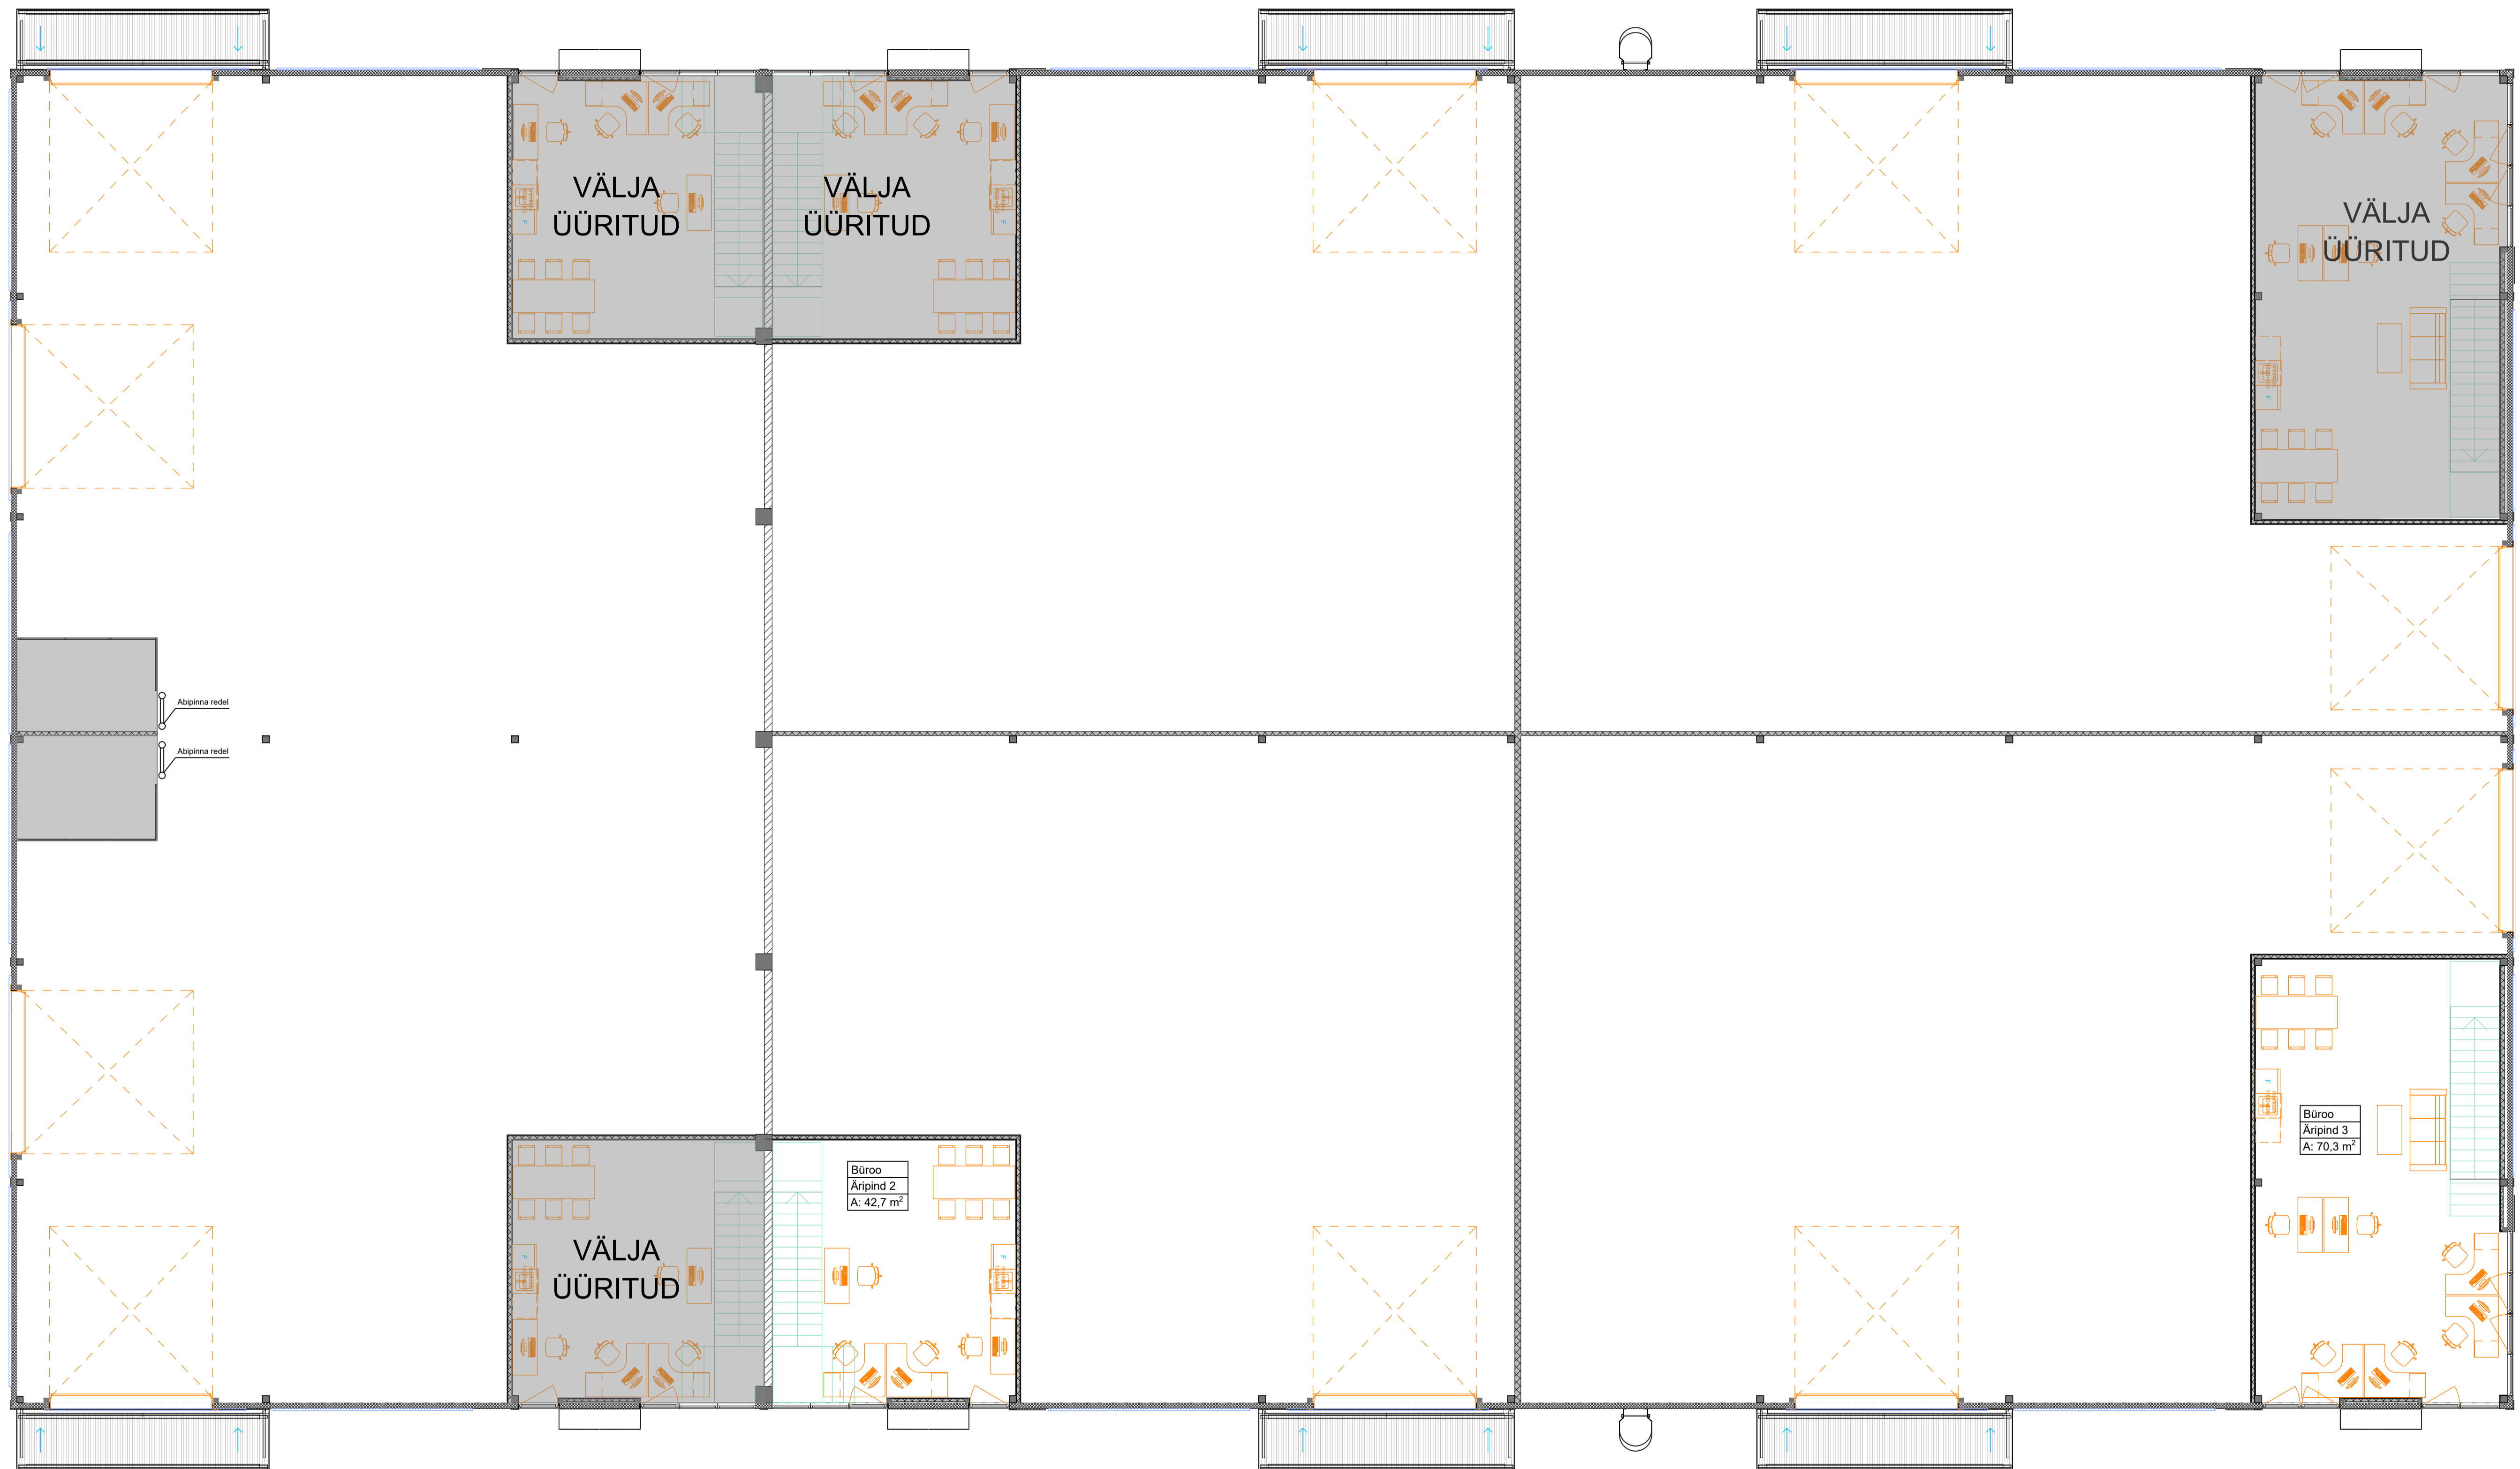 VÄLJA
ÜÜRITUD
VÄLJA
ÜÜRITUD
VÄLJA
ÜÜRITUD
F
F
F
Abipinna redel
Abipinna redel
Büroo
Äripind 3
A: 70,3 m²
F
Büroo
Äripind 2
A: 42,7 m²
VÄLJA
ÜÜRITUD
F
F